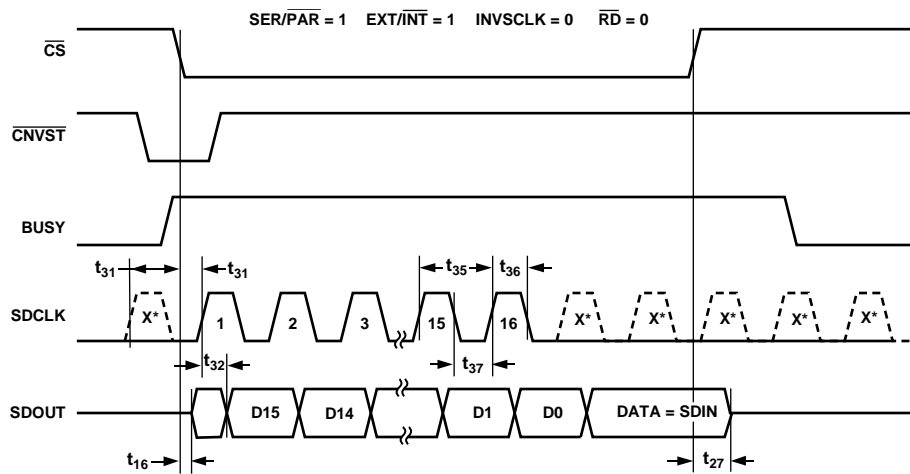 SER/PAR = 1 EXT/INT = 1 INVSCLK = 0 RD = 0
CS
CNVST
BUSY
t31 t31 t35 t36
SDCLK X* 1 2 3 15 16 X* X* X* X* X*
t32 t37
SDOUT D15 D14 D1 D0 DATA = SDIN
t16 t27